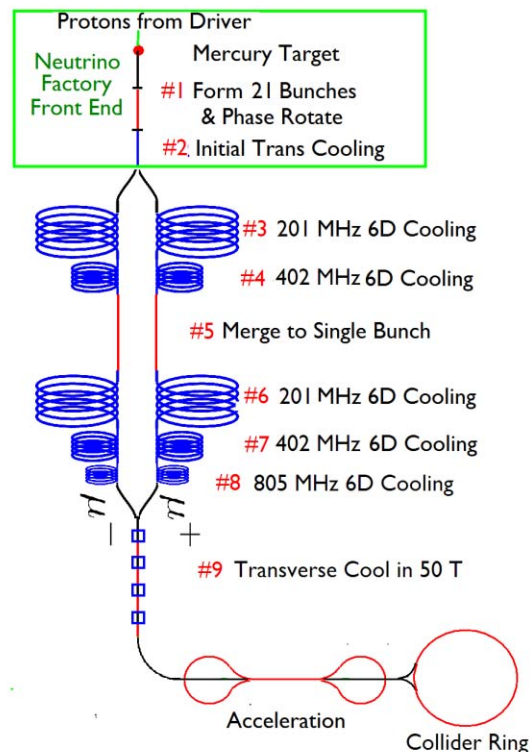 Protons from Driver
Mercury Target
Neutrino
Factory
Front End
#1 Form 21 Bunches
& Phase Rotate
#2 Initial Trans Cooling
#3 201 MHz 6D Cooling
#4 402 MHz 6D Cooling
#5 Merge to Single Bunch
#6 201 MHz 6D Cooling
#7 402 MHz 6D Cooling
#8 805 MHz 6D Cooling
μ− μ+
#9 Transverse Cool in 50 T
Acceleration
Collider Ring